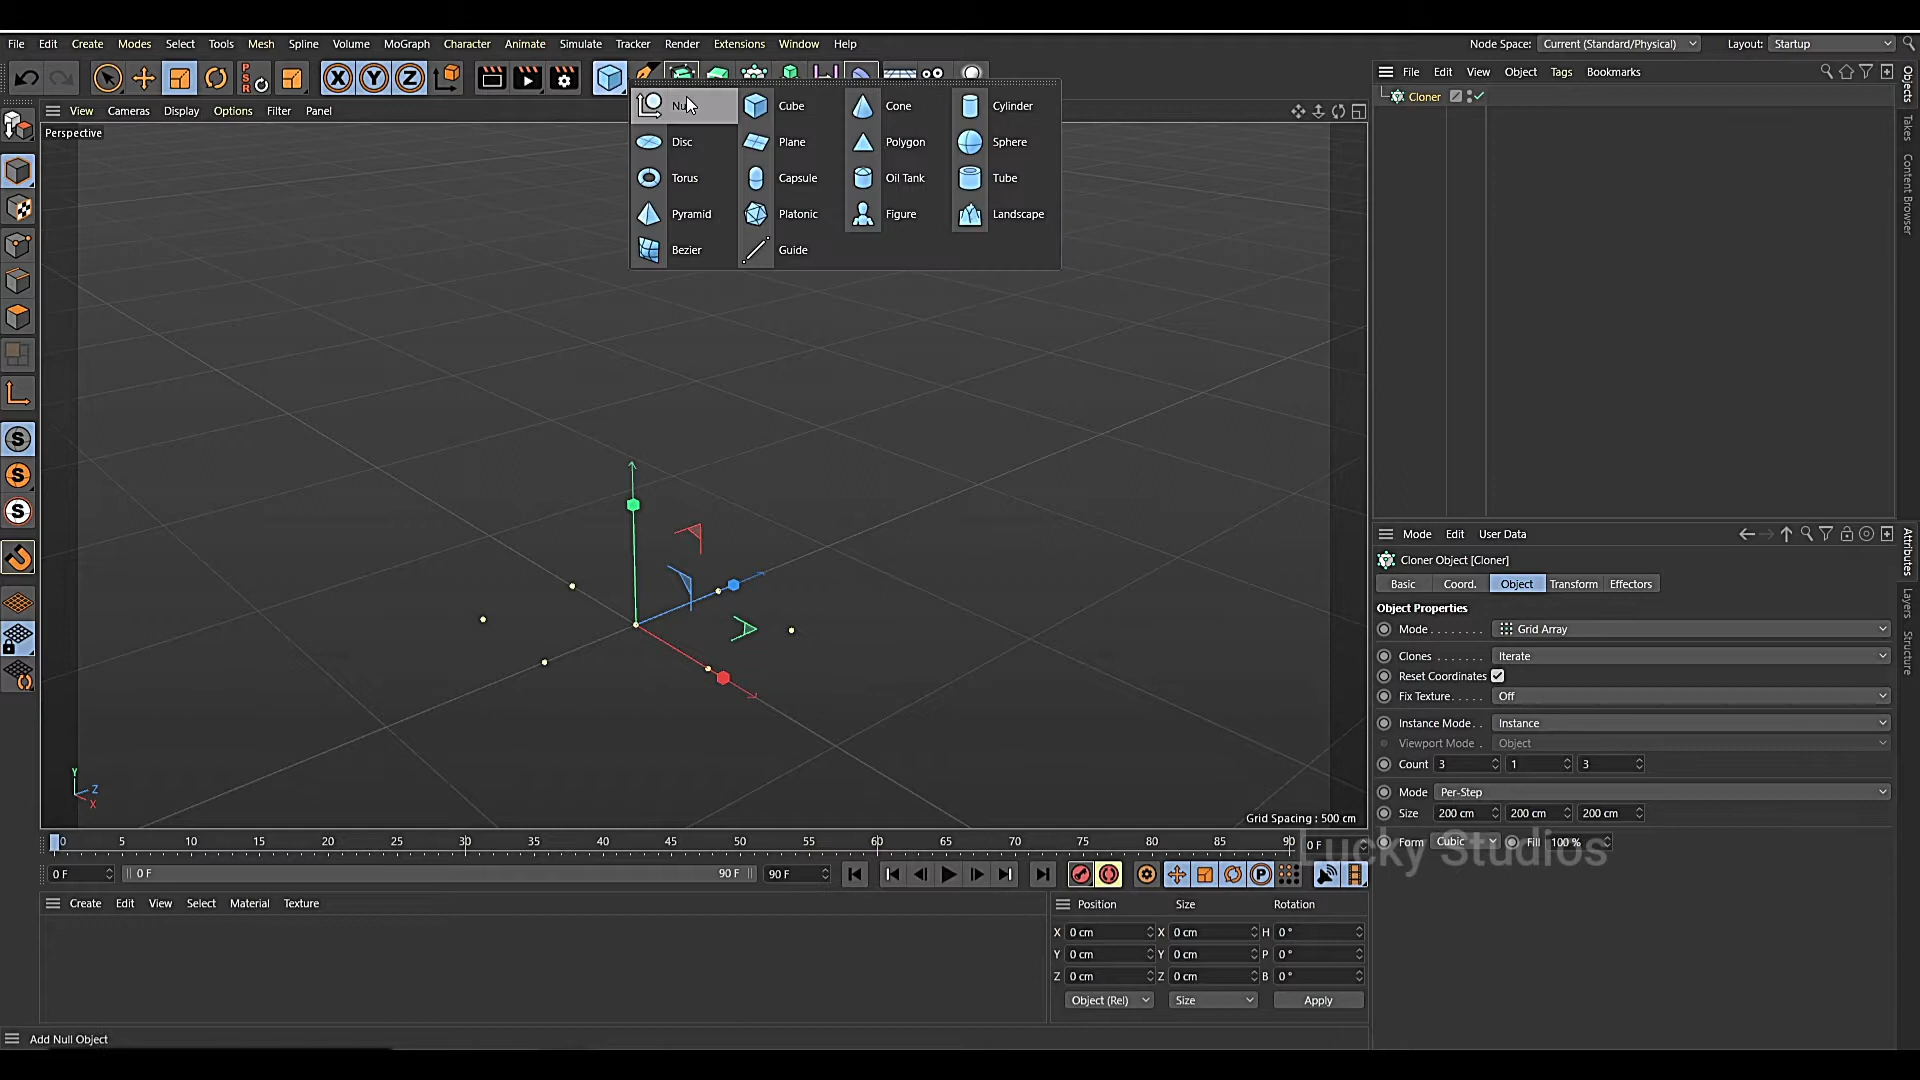 File Edit Create Modes Select Tools Mesh Spline Volume MoGraph Character Animate Simulate Tracker Render Extensions Window Help Node Space: Current (Standard/Physical) Layout: Startup
PSR X Y Z
File Edit View Object Tags Bookmarks
Cloner
View Cameras Display Options Filter Panel
Perspective
Cube Cone Cylinder
Disc Plane Polygon Sphere
Torus Capsule Oil Tank Tube
Pyramid Platonic Figure Landscape
Bezier Guide
Objects
Takes
Content Browser
S
S
S
Mode Edit User Data
Cloner Object [Cloner]
Basic Coord. Object Transform Effectors
Object Properties
Mode . . . . . . . Grid Array
Clones . . . . . . Iterate
Reset Coordinates
Fix Texture . . . . . Off
Instance Mode . . Instance
Viewport Mode . Object
Count 3 1 3
Mode Per-Step
Size 200 cm 200 cm 200 cm
Form Cubic Fill 100 %
Lucky Studios
Attributes
Layers
Structure
Y
Z
X
Grid Spacing : 500 cm
0 5 10 15 20 25 30 35 40 45 50 55 60 65 70 75 80 85 90 0 F
0 F 0 F 90 F 90 F P
Create Edit View Select Material Texture
Position Size Rotation
X 0 cm X 0 cm H 0 °
Y 0 cm Y 0 cm P 0 °
Z 0 cm Z 0 cm B 0 °
Object (Rel) Size Apply
Add Null Object